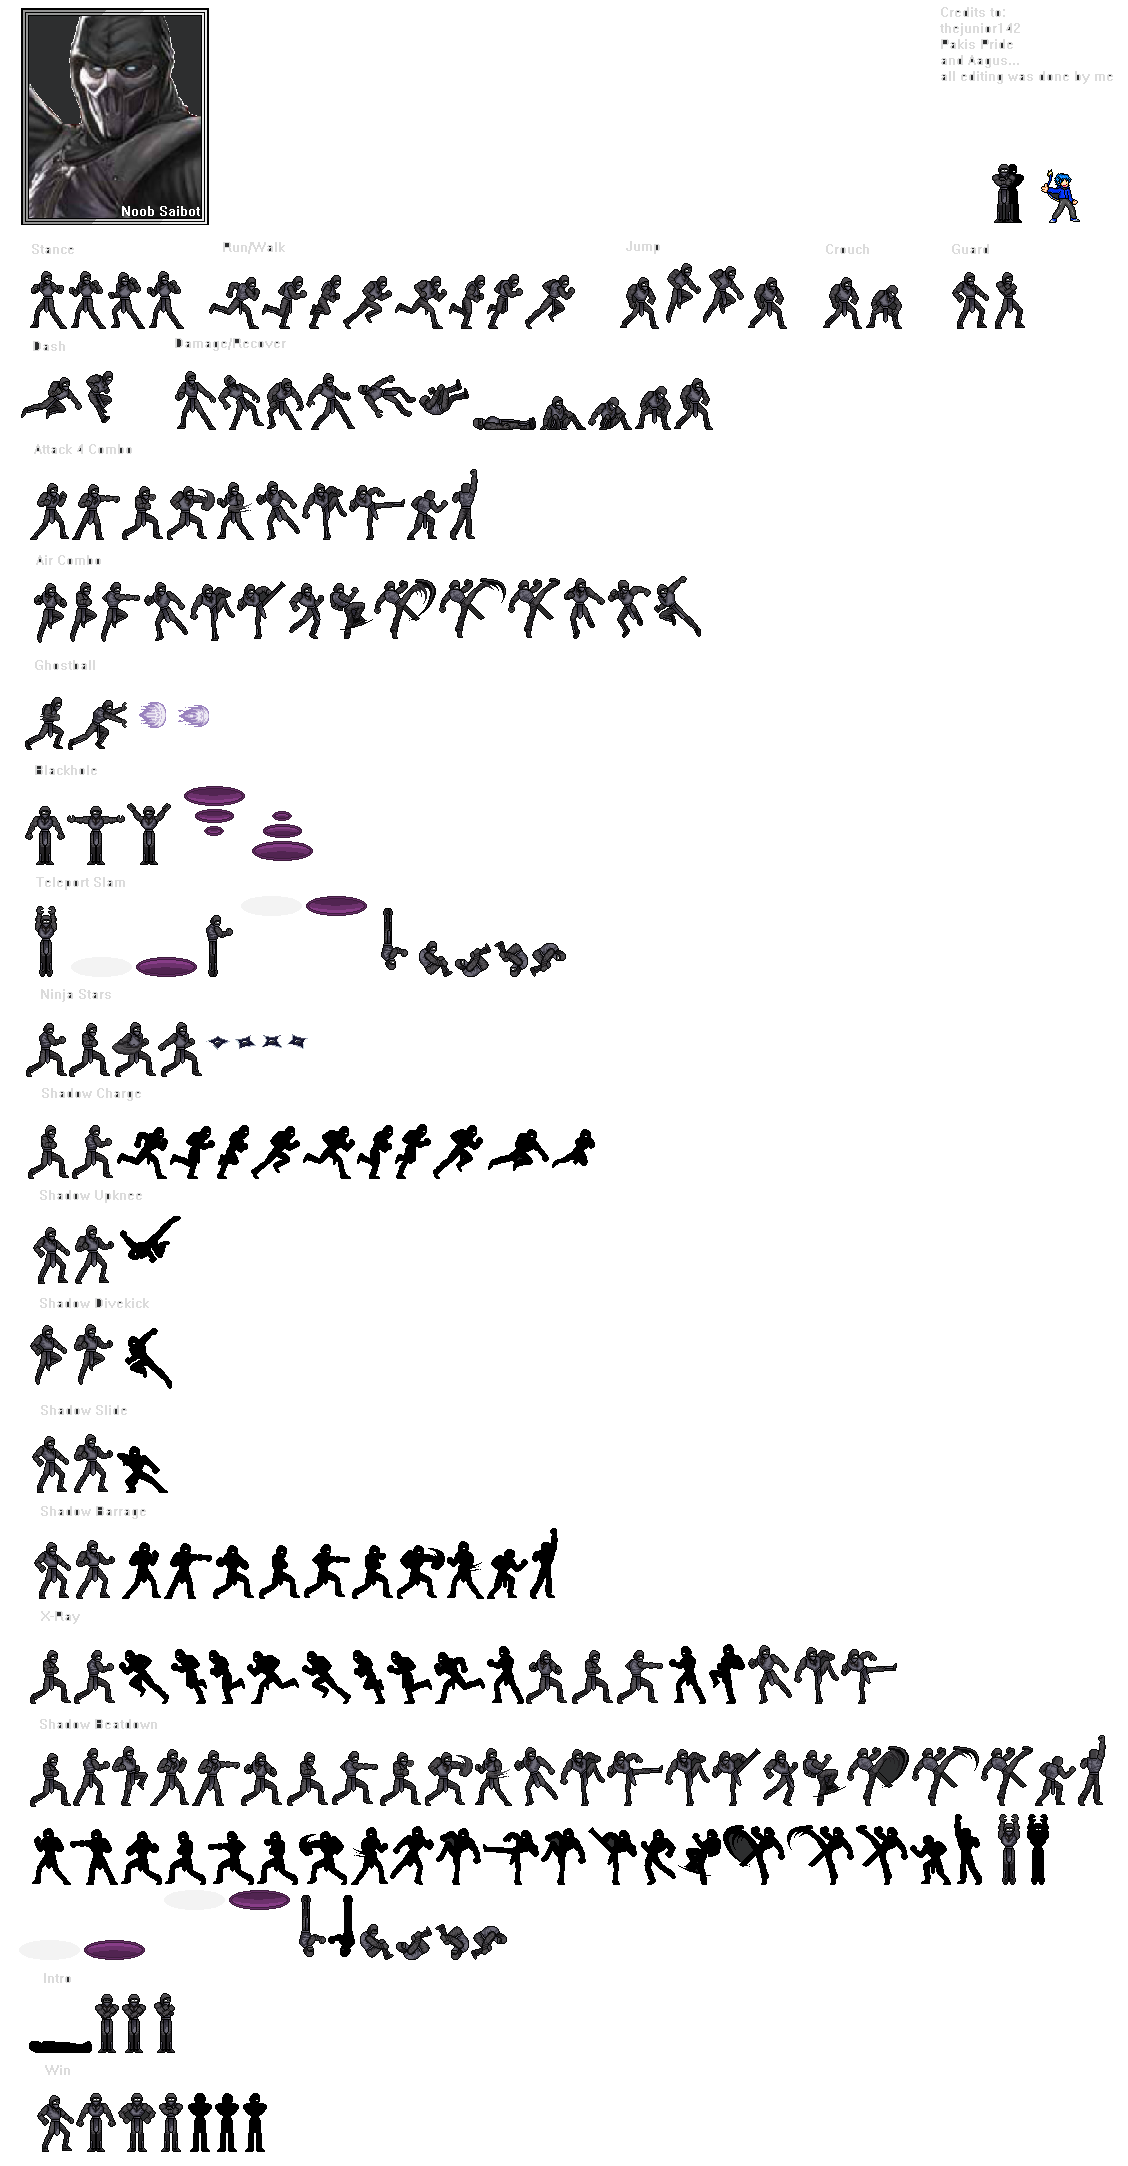 Credits to:
thejunior142
Pakis Pride
and Aagus...
all editing was done by me
Noob Saibot
Stance
Run/Walk
Jump
Crouch
Guard
Dash
Damage/Recover
Attack 4 Combo
Air Combo
Ghostball
Blackhole
Teleport Slam
Ninja Stars
Shadow Charge
Shadow Upknee
Shadow Divekick
Shadow Slide
Shadow Barrage
X-Ray
Shadow Beatdown
Intro
Win